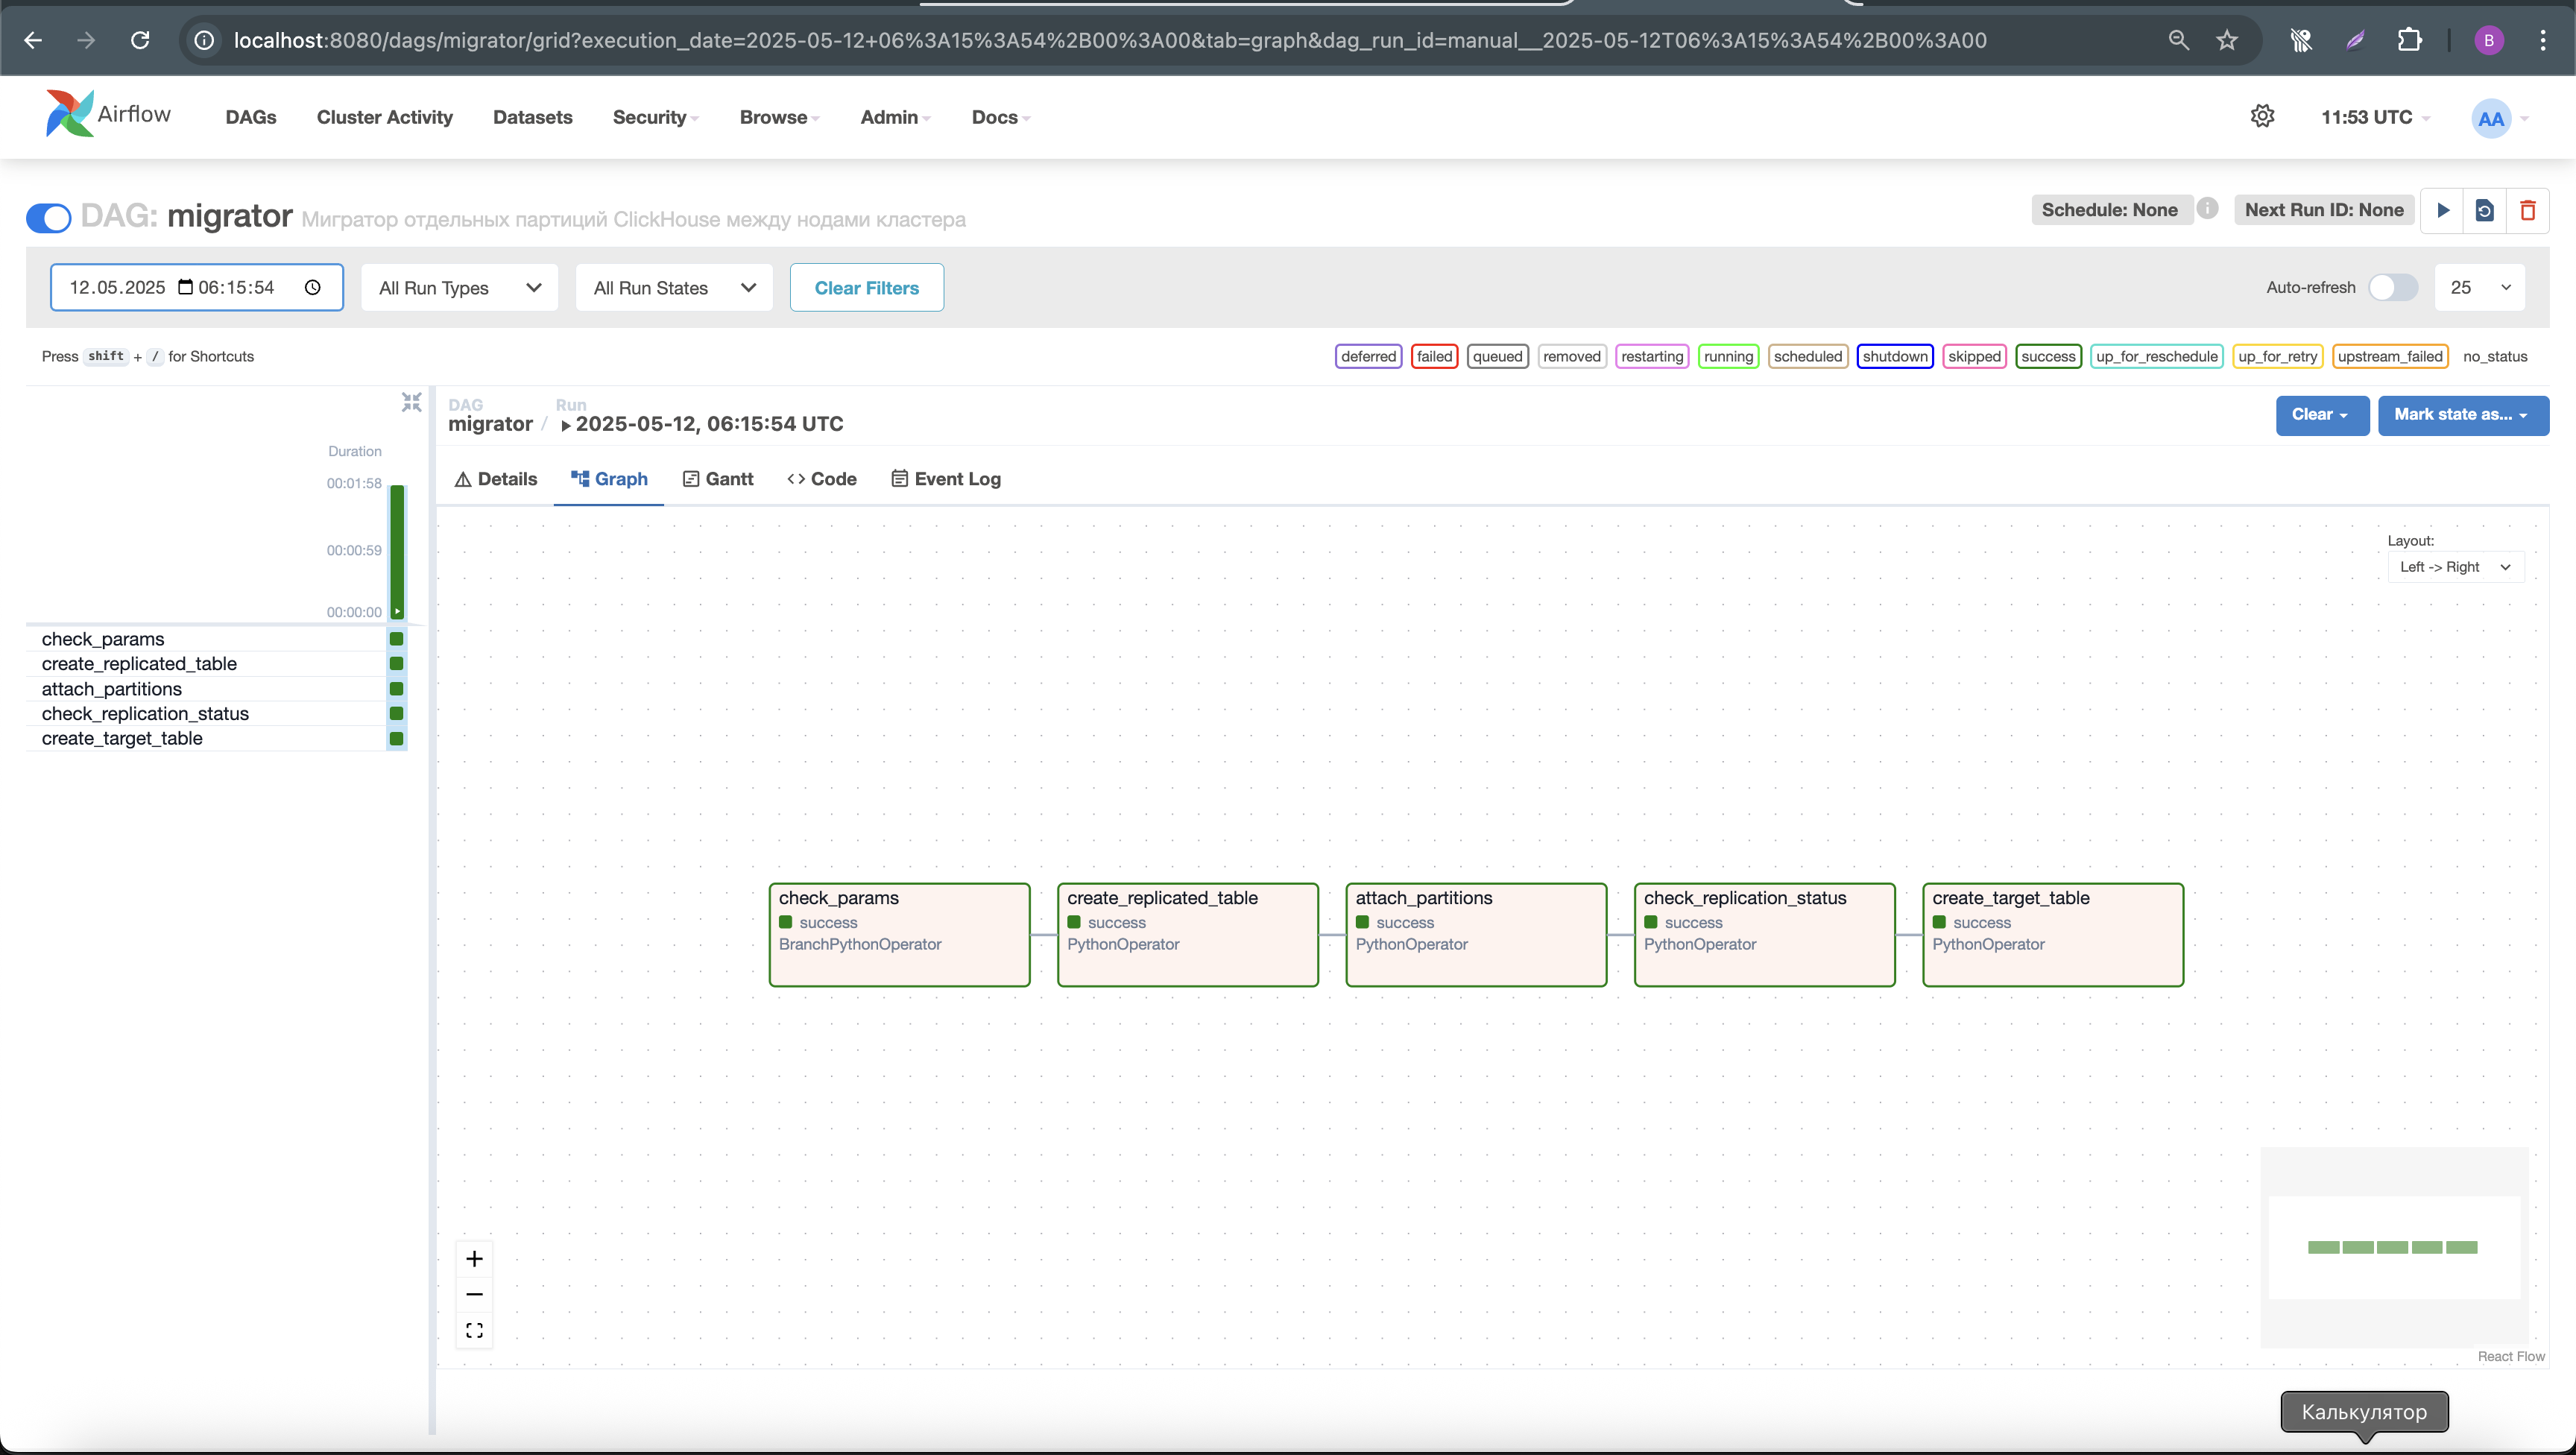 localhost:8080/dags/migrator/grid?execution_date=2025-05-12+06%3A15%3A54%2B00%3A00&tab=graph&dag_run_id=manual__2025-05-12T06%3A15%3A54%2B00%3A00
B
Airflow
DAGs
Cluster Activity
Datasets
Security
Browse
Admin
Docs
11:53 UTC
AA
DAG: migrator Мигратор отдельных партиций ClickHouse между нодами кластера
Schedule: None
Next Run ID: None
12.05.2025 06:15:54
All Run Types
All Run States
Clear Filters
Auto-refresh
25
Press shift + / for Shortcuts
deferred
failed
queued
removed
restarting
running
scheduled
shutdown
skipped
success
up_for_reschedule
up_for_retry
upstream_failed
no_status
DAG
migrator /
Run
2025-05-12, 06:15:54 UTC
Clear
Mark state as...
Duration
00:01:58
00:00:59
00:00:00
check_params
create_replicated_table
attach_partitions
check_replication_status
create_target_table
Details
Graph
Gantt
Code
Event Log
Layout:
Left -> Right
check_params
success
BranchPythonOperator
create_replicated_table
success
PythonOperator
attach_partitions
success
PythonOperator
check_replication_status
success
PythonOperator
create_target_table
success
PythonOperator
React Flow
Калькулятор